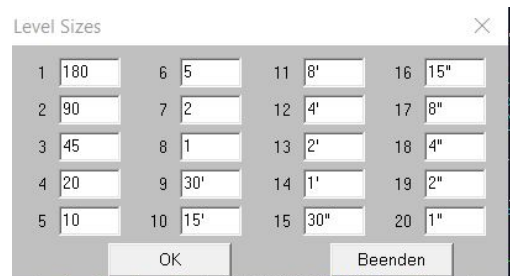 Level Sizes
1 180 6 5 11 8' 16 15"
2 90 7 2 12 4' 17 8"
3 45 8 1 13 2' 18 4"
4 20 9 30' 14 1' 19 2"
5 10 10 15' 15 30" 20 1"
OK Beenden